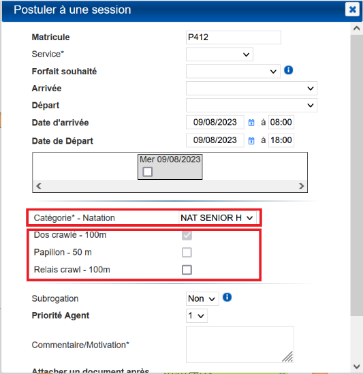 Postuler à une session
Matricule P412
Service*
Forfait souhaité
Arrivée
Départ
Date d'arrivée 09/08/2023 à 08:00
Date de Départ 09/08/2023 à 18:00
Mer 09/08/2023
Catégorie* - Natation NAT SENIOR H
Dos crawlé - 100m
Papillon - 50 m
Relais crawl - 100m
Subrogation Non
Priorité Agent 1
Commentaire/Motivation*
Attacher un document après